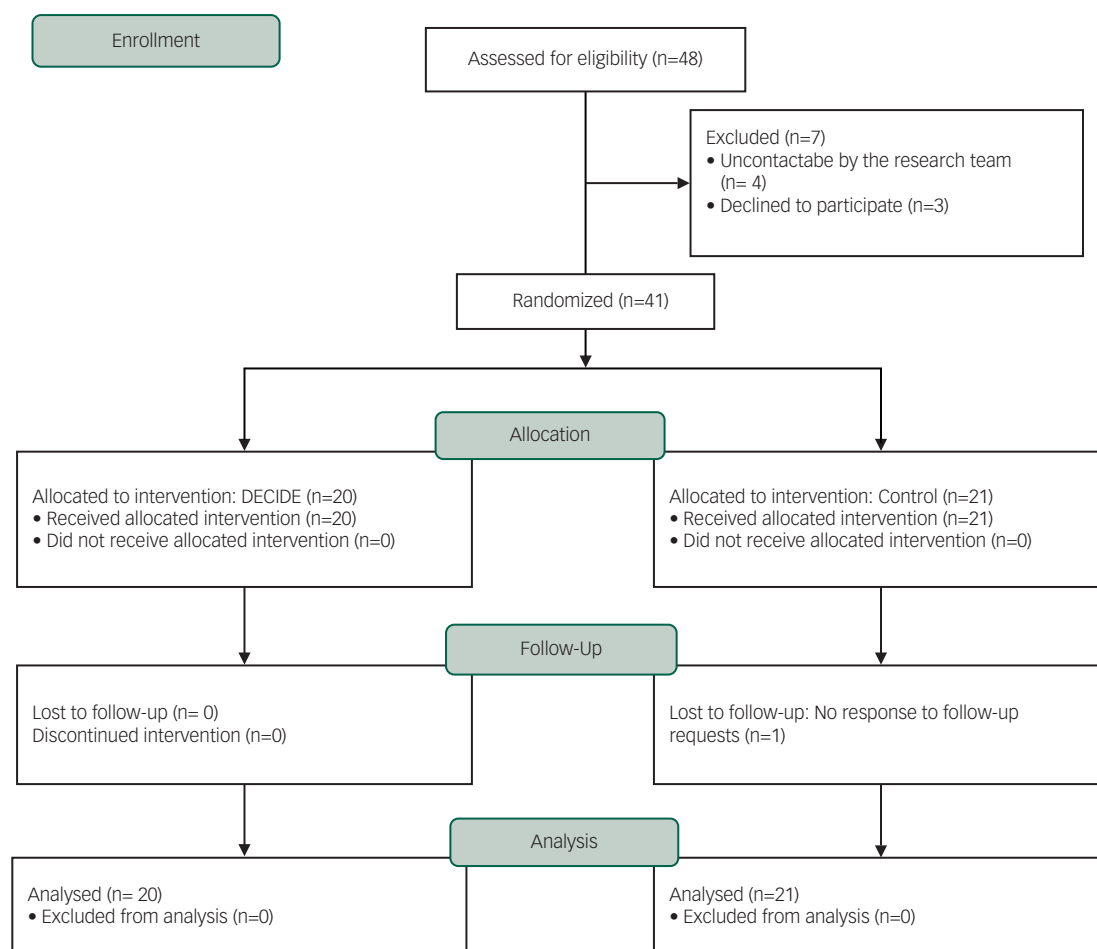 Enrollment
Assessed for eligibility (n=48)
Excluded (n=7)
• Uncontactabe by the research team
(n= 4)
• Declined to participate (n=3)
Randomized (n=41)
Allocation
Allocated to intervention: DECIDE (n=20)
• Received allocated intervention (n=20)
• Did not receive allocated intervention (n=0)
Allocated to intervention: Control (n=21)
• Received allocated intervention (n=21)
• Did not receive allocated intervention (n=0)
Follow-Up
Lost to follow-up (n= 0)
Discontinued intervention (n=0)
Lost to follow-up: No response to follow-up
requests (n=1)
Analysis
Analysed (n= 20)
• Excluded from analysis (n=0)
Analysed (n=21)
• Excluded from analysis (n=0)